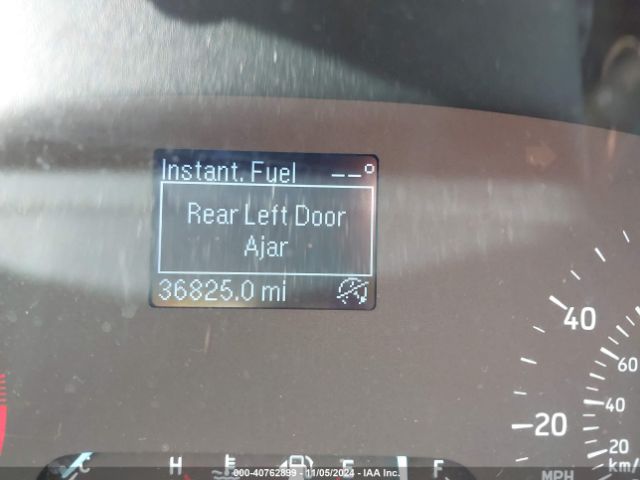 Instant. Fuel --°
Rear Left Door
Ajar
36825.0 mi
40
60
20
40
20
MPH
km/
C H E F
000-40762899 - 11/05/2024 - IAA Inc.